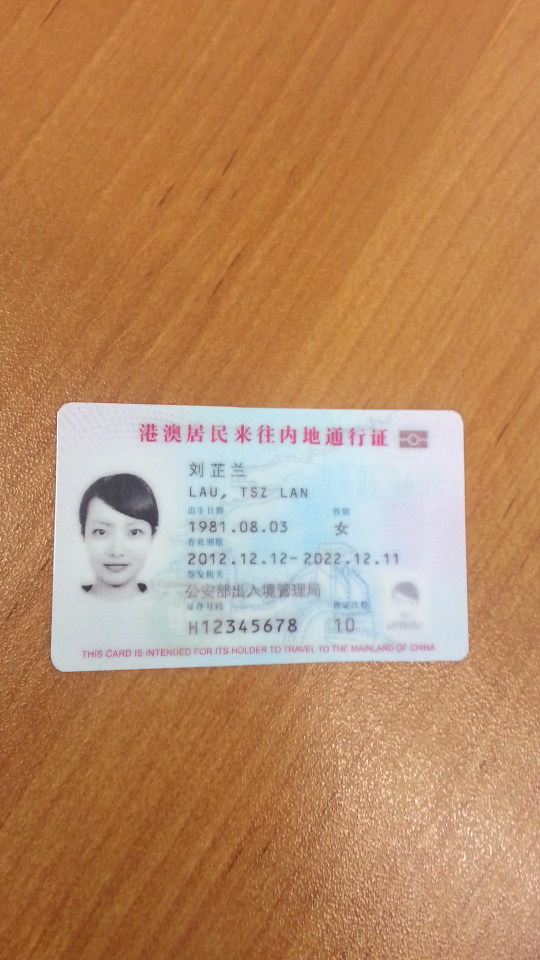 港澳居民来往内地通行证
刘芷兰
LAU, TSZ LAN
出生日期 性别
1981.08.03 女
有效期限
2012.12.12-2022.12.11
签发机关
公安部出入境管理局
证件号码 换证次数
H12345678 10
THIS CARD IS INTENDED FOR ITS HOLDER TO TRAVEL TO THE MAINLAND OF CHINA